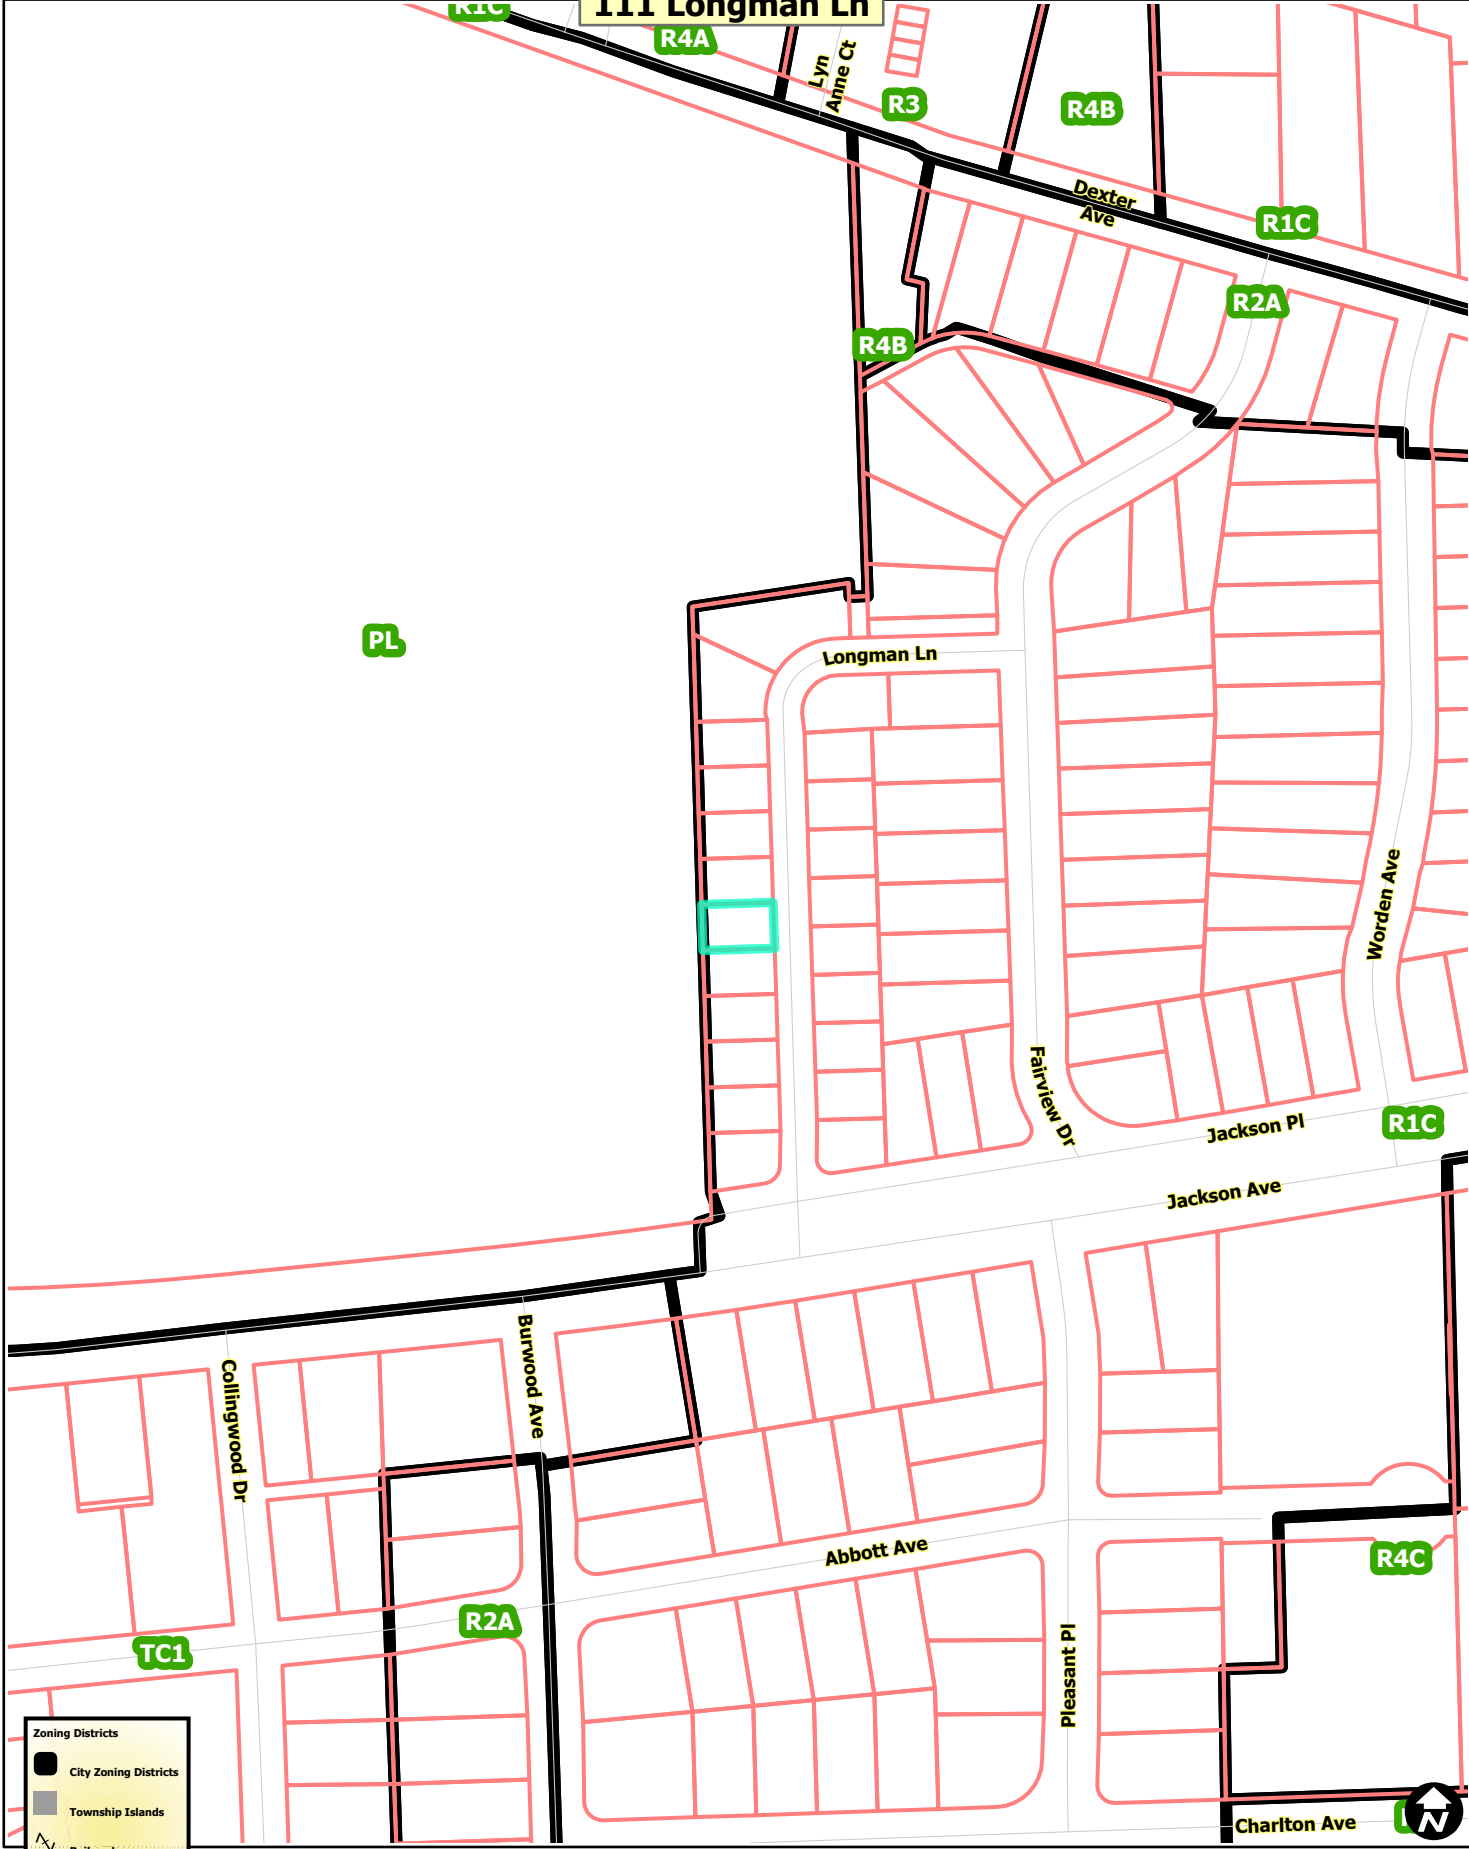 111 Longman Ln
R1C
R4A
Lyn
Anne Ct
R3
R4B
Dexter
Ave
R1C
R2A
R4B
PL
Longman Ln
Worden Ave
Fairview Dr
Jackson Pl
R1C
Jackson Ave
Burwood Ave
Collingwood Dr
Abbott Ave
R4C
R2A
TC1
Pleasant Pl
Zoning Districts
City Zoning Districts
Township Islands
Charlton Ave
N